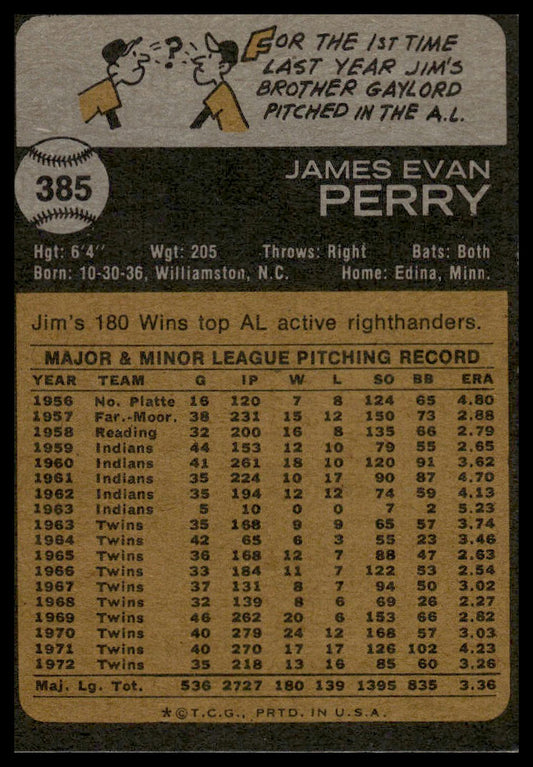 ?
FOR THE 1ST TIME
LAST YEAR JIM'S
BROTHER GAYLORD
PITCHED IN THE A.L.
385
JAMES EVAN
PERRY
Hgt: 6'4" Wgt: 205 Throws: Right Bats: Both
Born: 10-30-36, Williamston, N.C. Home: Edina, Minn.
Jim's 180 Wins top AL active righthanders.
MAJOR & MINOR LEAGUE PITCHING RECORD
YEAR TEAM G IP W L SO BB ERA
1956 No. Platte 16 120 7 8 124 65 4.80
1957 Far.-Moor. 38 231 15 12 150 73 2.88
1958 Reading 32 200 16 8 135 66 2.79
1959 Indians 44 153 12 10 79 55 2.65
1960 Indians 41 261 18 10 120 91 3.62
1961 Indians 35 224 10 17 90 87 4.70
1962 Indians 35 194 12 12 74 59 4.13
1963 Indians 5 10 0 0 7 2 5.23
1963 Twins 35 168 9 9 65 57 3.74
1964 Twins 42 65 6 3 55 23 3.46
1965 Twins 36 168 12 7 88 47 2.63
1966 Twins 33 184 11 7 122 53 2.54
1967 Twins 37 131 8 7 94 50 3.02
1968 Twins 32 139 8 6 69 26 2.27
1969 Twins 46 262 20 6 153 66 2.82
1970 Twins 40 279 24 12 168 57 3.03
1971 Twins 40 270 17 17 126 102 4.23
1972 Twins 35 218 13 16 85 60 3.26
Maj. Lg. Tot. 536 2727 180 139 1395 835 3.36
*©T.C.G., PRTD. IN U.S.A.